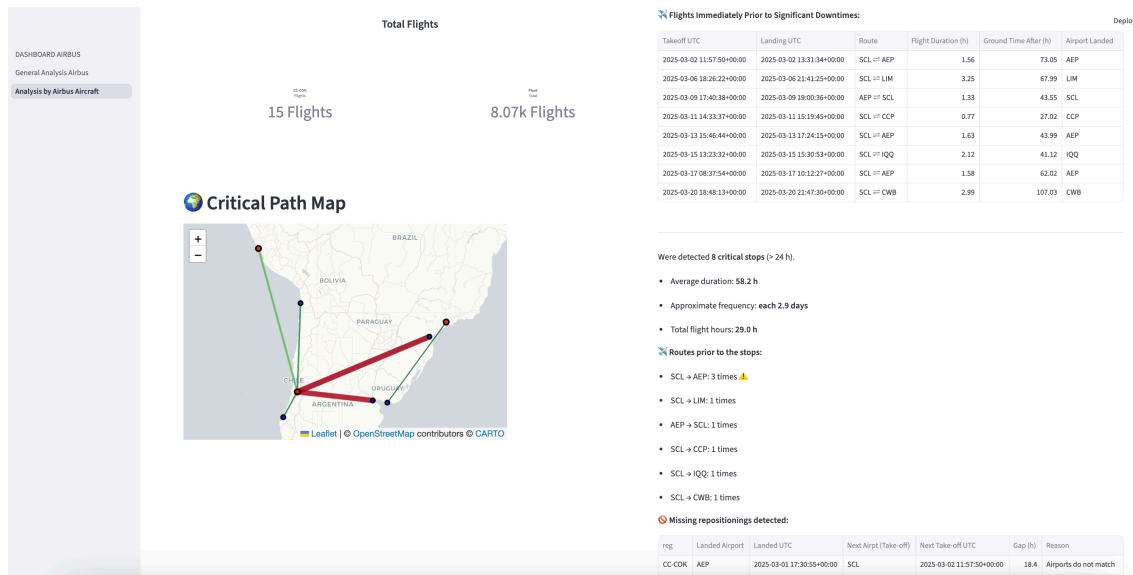 DASHBOARD AIRBUS
General Analysis Airbus
Analysis by Airbus Aircraft
Total Flights
CC-COK
Flights
15 Flights
Fleet
Total
8.07k Flights
🌍 Critical Path Map
+
−
BRAZIL
BOLIVIA
PARAGUAY
CHILE
URUGUAY
ARGENTINA
Leaflet | © OpenStreetMap contributors © CARTO
Deplo
✈️ Flights Immediately Prior to Significant Downtimes:
Takeoff UTC Landing UTC Route Flight Duration (h) Ground Time After (h) Airport Landed
2025-03-02 11:57:50+00:00 2025-03-02 13:31:34+00:00 SCL ⇌ AEP 1.56 73.05 AEP
2025-03-06 18:26:22+00:00 2025-03-06 21:41:25+00:00 SCL ⇌ LIM 3.25 67.99 LIM
2025-03-09 17:40:38+00:00 2025-03-09 19:00:36+00:00 AEP ⇌ SCL 1.33 43.55 SCL
2025-03-11 14:33:37+00:00 2025-03-11 15:19:45+00:00 SCL ⇌ CCP 0.77 27.02 CCP
2025-03-13 15:46:44+00:00 2025-03-13 17:24:15+00:00 SCL ⇌ AEP 1.63 43.99 AEP
2025-03-15 13:23:32+00:00 2025-03-15 15:30:53+00:00 SCL ⇌ IQQ 2.12 41.12 IQQ
2025-03-17 08:37:54+00:00 2025-03-17 10:12:27+00:00 SCL ⇌ AEP 1.58 62.02 AEP
2025-03-20 18:48:13+00:00 2025-03-20 21:47:30+00:00 SCL ⇌ CWB 2.99 107.03 CWB
Were detected 8 critical stops (> 24 h).
• Average duration: 58.2 h
• Approximate frequency: each 2.9 days
• Total flight hours: 29.0 h
✈️ Routes prior to the stops:
• SCL → AEP: 3 times ⚠️
• SCL → LIM: 1 times
• AEP → SCL: 1 times
• SCL → CCP: 1 times
• SCL → IQQ: 1 times
• SCL → CWB: 1 times
🚫 Missing repositionings detected:
reg Landed Airport Landed UTC Next Airpt (Take-off) Next Take-off UTC Gap (h) Reason
CC-COK AEP 2025-03-01 17:30:55+00:00 SCL 2025-03-02 11:57:50+00:00 18.4 Airports do not match